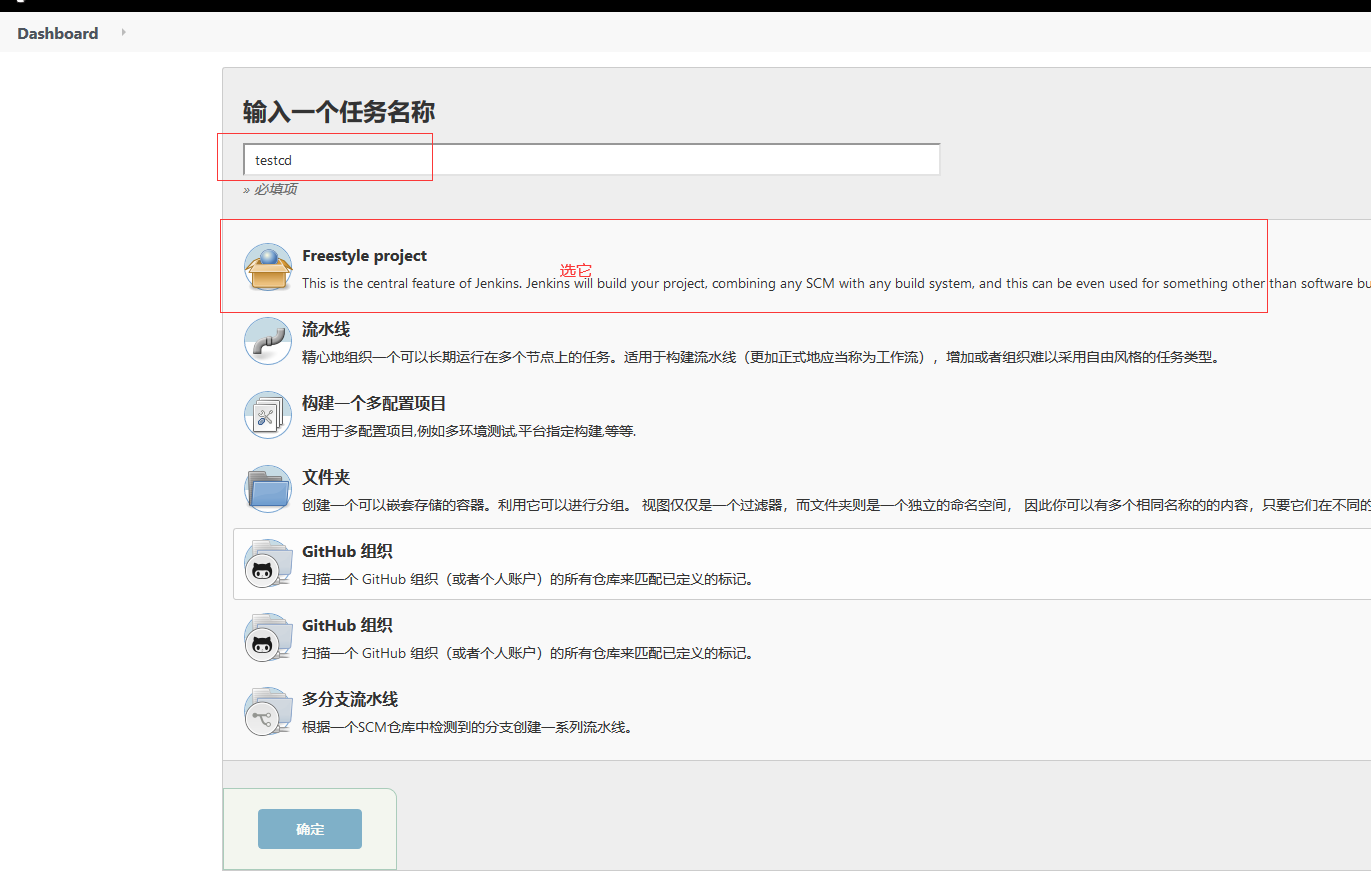 Dashboard
输入一个任务名称
testcd
» 必填项
Freestyle project
选它
This is the central feature of Jenkins. Jenkins will build your project, combining any SCM with any build system, and this can be even used for something other than software bu
流水线
精心地组织一个可以长期运行在多个节点上的任务。适用于构建流水线（更加正式地应当称为工作流），增加或者组织难以采用自由风格的任务类型。
构建一个多配置项目
适用于多配置项目,例如多环境测试,平台指定构建,等等.
文件夹
创建一个可以嵌套存储的容器。利用它可以进行分组。 视图仅仅是一个过滤器，而文件夹则是一个独立的命名空间， 因此你可以有多个相同名称的的内容，只要它们在不同的
GitHub 组织
扫描一个 GitHub 组织（或者个人账户）的所有仓库来匹配已定义的标记。
GitHub 组织
扫描一个 GitHub 组织（或者个人账户）的所有仓库来匹配已定义的标记。
多分支流水线
根据一个SCM仓库中检测到的分支创建一系列流水线。
确定